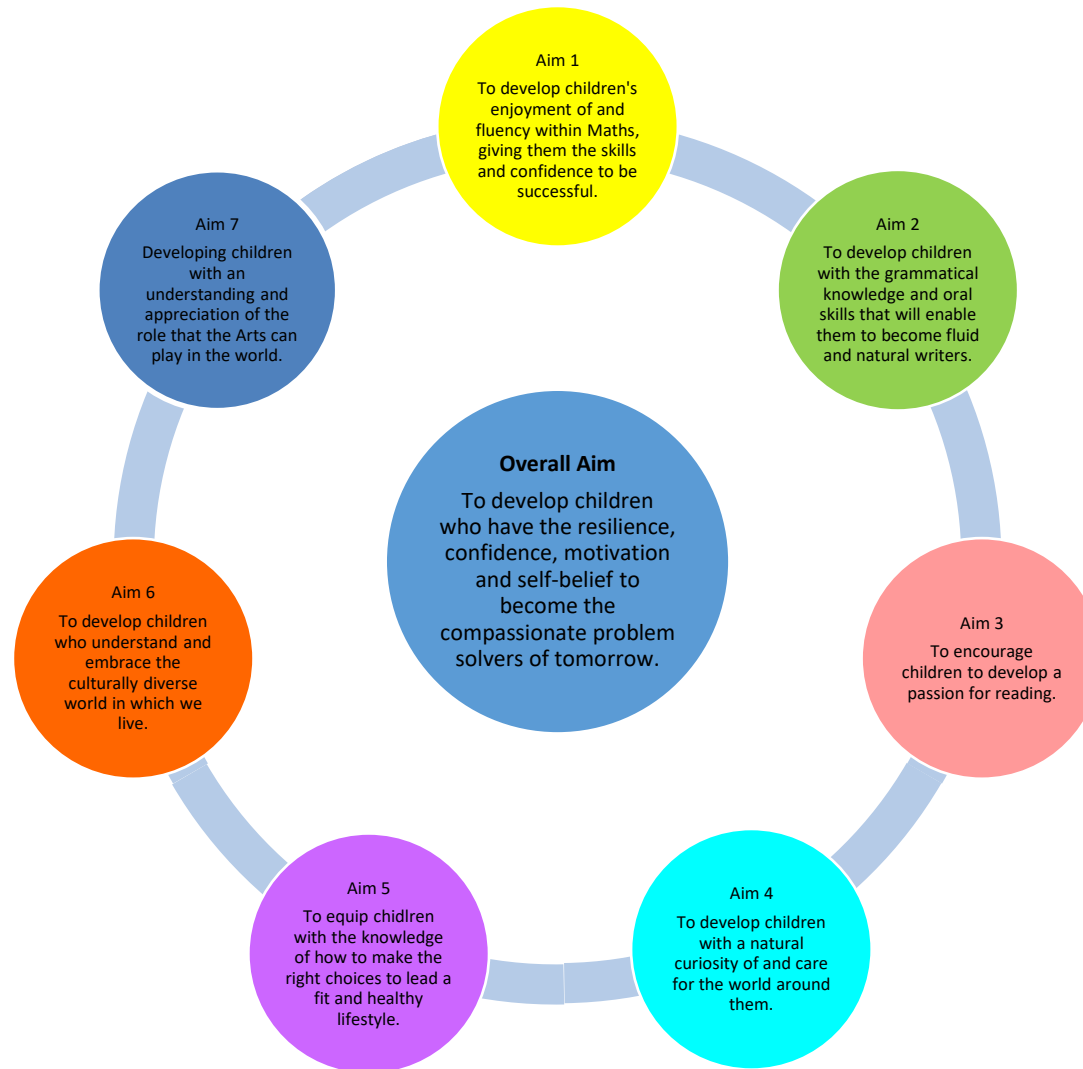 Aim 1
To develop children's
enjoyment of and
fluency within Maths,
giving them the skills
and confidence to be
successful.
Aim 2
To develop children
with the grammatical
knowledge and oral
skills that will enable
them to become fluid
and natural writers.
Aim 3
To encourage
children to develop a
passion for reading.
Aim 4
To develop children
with a natural
curiosity of and care
for the world around
them.
Aim 5
To equip chidlren
with the knowledge
of how to make the
right choices to lead a
fit and healthy
lifestyle.
Aim 6
To develop children
who understand and
embrace the
culturally diverse
world in which we
live.
Aim 7
Developing children
with an
understanding and
appreciation of the
role that the Arts can
play in the world.
Overall Aim
To develop children
who have the resilience,
confidence, motivation
and self-belief to
become the
compassionate problem
solvers of tomorrow.